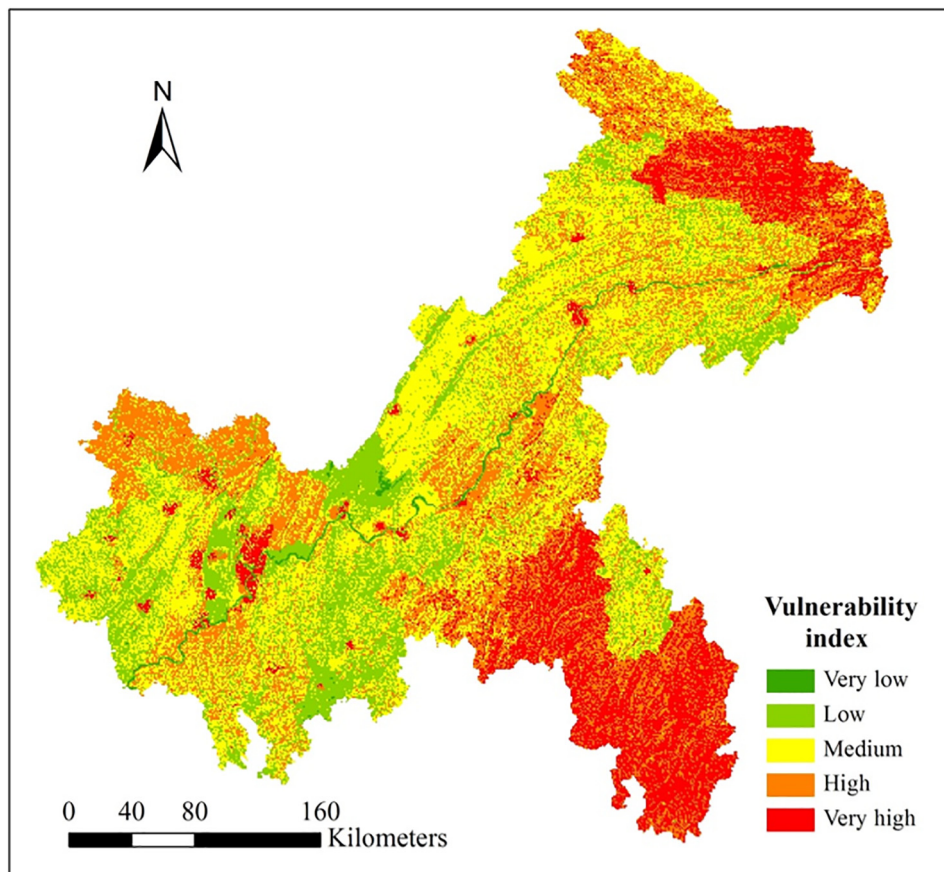 N
Vulnerability
index
Very low
Low
Medium
High
Very high
0 40 80 160
Kilometers